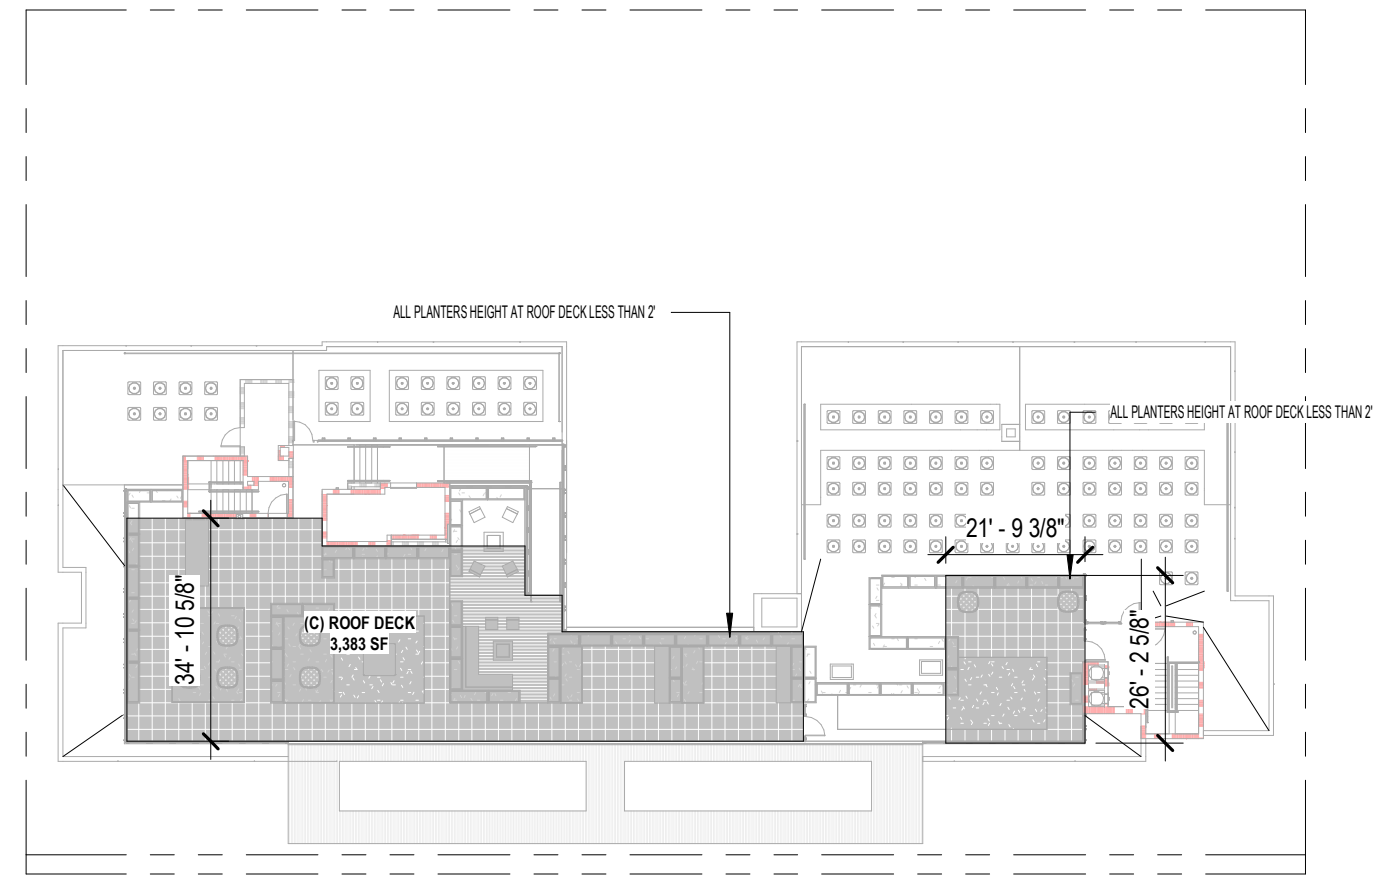 ALL PLANTERS HEIGHT AT ROOF DECK LESS THAN 2'
ALL PLANTERS HEIGHT AT ROOF DECK LESS THAN 2'
21' - 9 3/8"
34' - 10 5/8"
(C) ROOF DECK
3,383 SF
26' - 2 5/8"